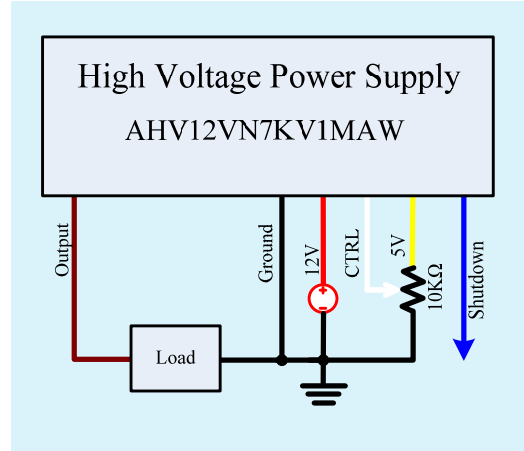 High Voltage Power Supply
AHV12VN7KV1MAW
Output
Ground
12V
CTRL
5V
10KΩ
Shutdown
Load